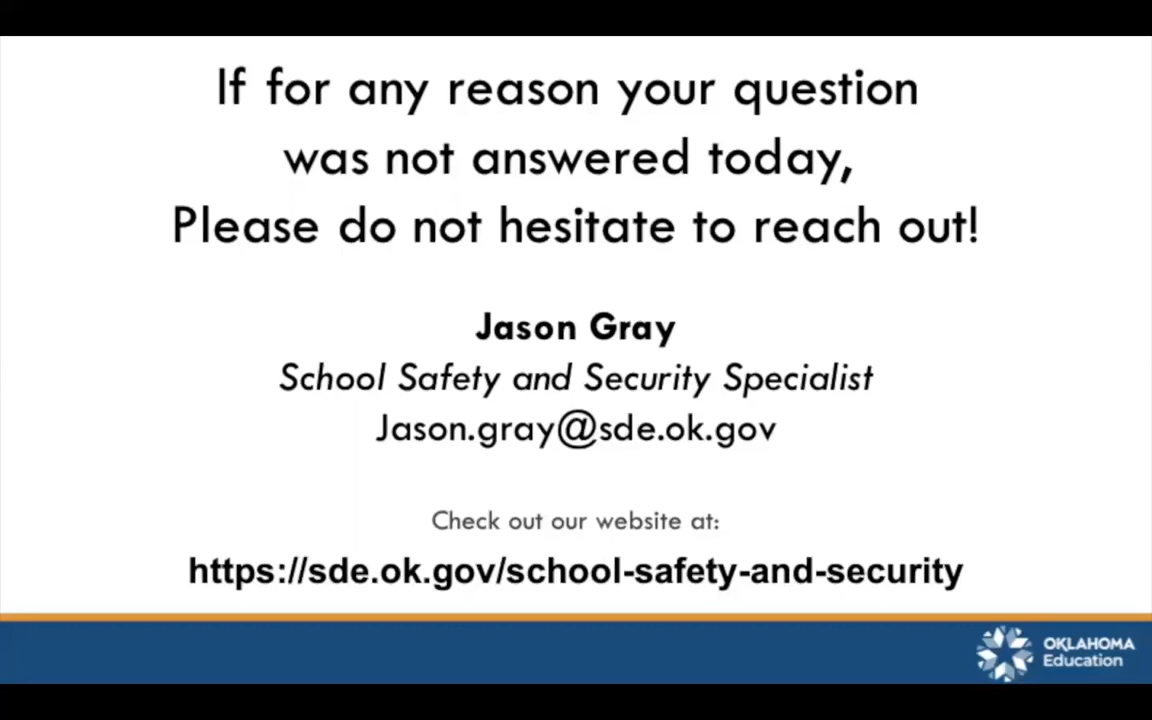 If for any reason your question
was not answered today,
Please do not hesitate to reach out!
Jason Gray
School Safety and Security Specialist
Jason.gray@sde.ok.gov
Check out our website at:
https://sde.ok.gov/school-safety-and-security
OKLAHOMA
Education